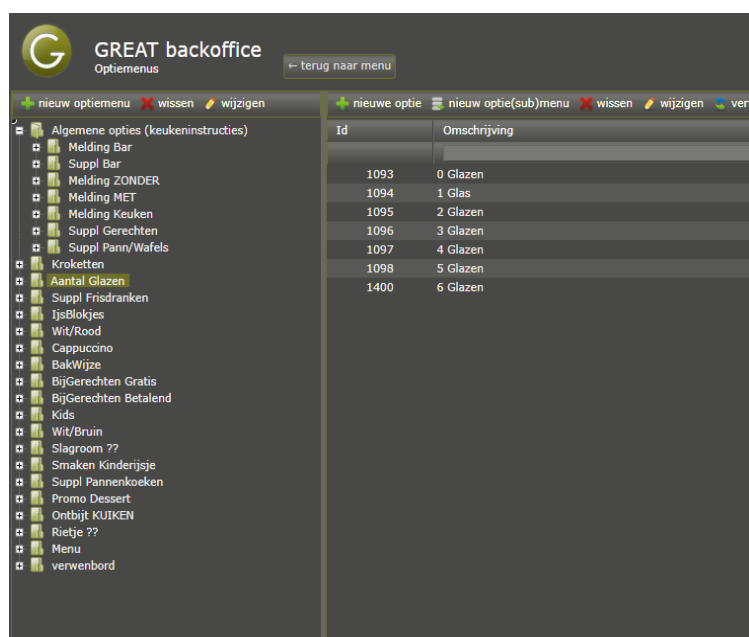 G
GREAT backoffice
Optiemenus
← terug naar menu
nieuw optiemenu wissen wijzigen
nieuwe optie nieuw optie(sub)menu wissen wijzigen ver
Algemene opties (keukeninstructies)
Melding Bar
Suppl Bar
Melding ZONDER
Melding MET
Melding Keuken
Suppl Gerechten
Suppl Pann/Wafels
Kroketten
Aantal Glazen
Suppl Frisdranken
IjsBlokjes
Wit/Rood
Cappuccino
BakWijze
BijGerechten Gratis
BijGerechten Betalend
Kids
Wit/Bruin
Slagroom ??
Smaken Kinderijsje
Suppl Pannenkoeken
Promo Dessert
Ontbijt KUIKEN
Rietje ??
Menu
verwenbord
Id Omschrijving
1093 0 Glazen
1094 1 Glas
1095 2 Glazen
1096 3 Glazen
1097 4 Glazen
1098 5 Glazen
1400 6 Glazen